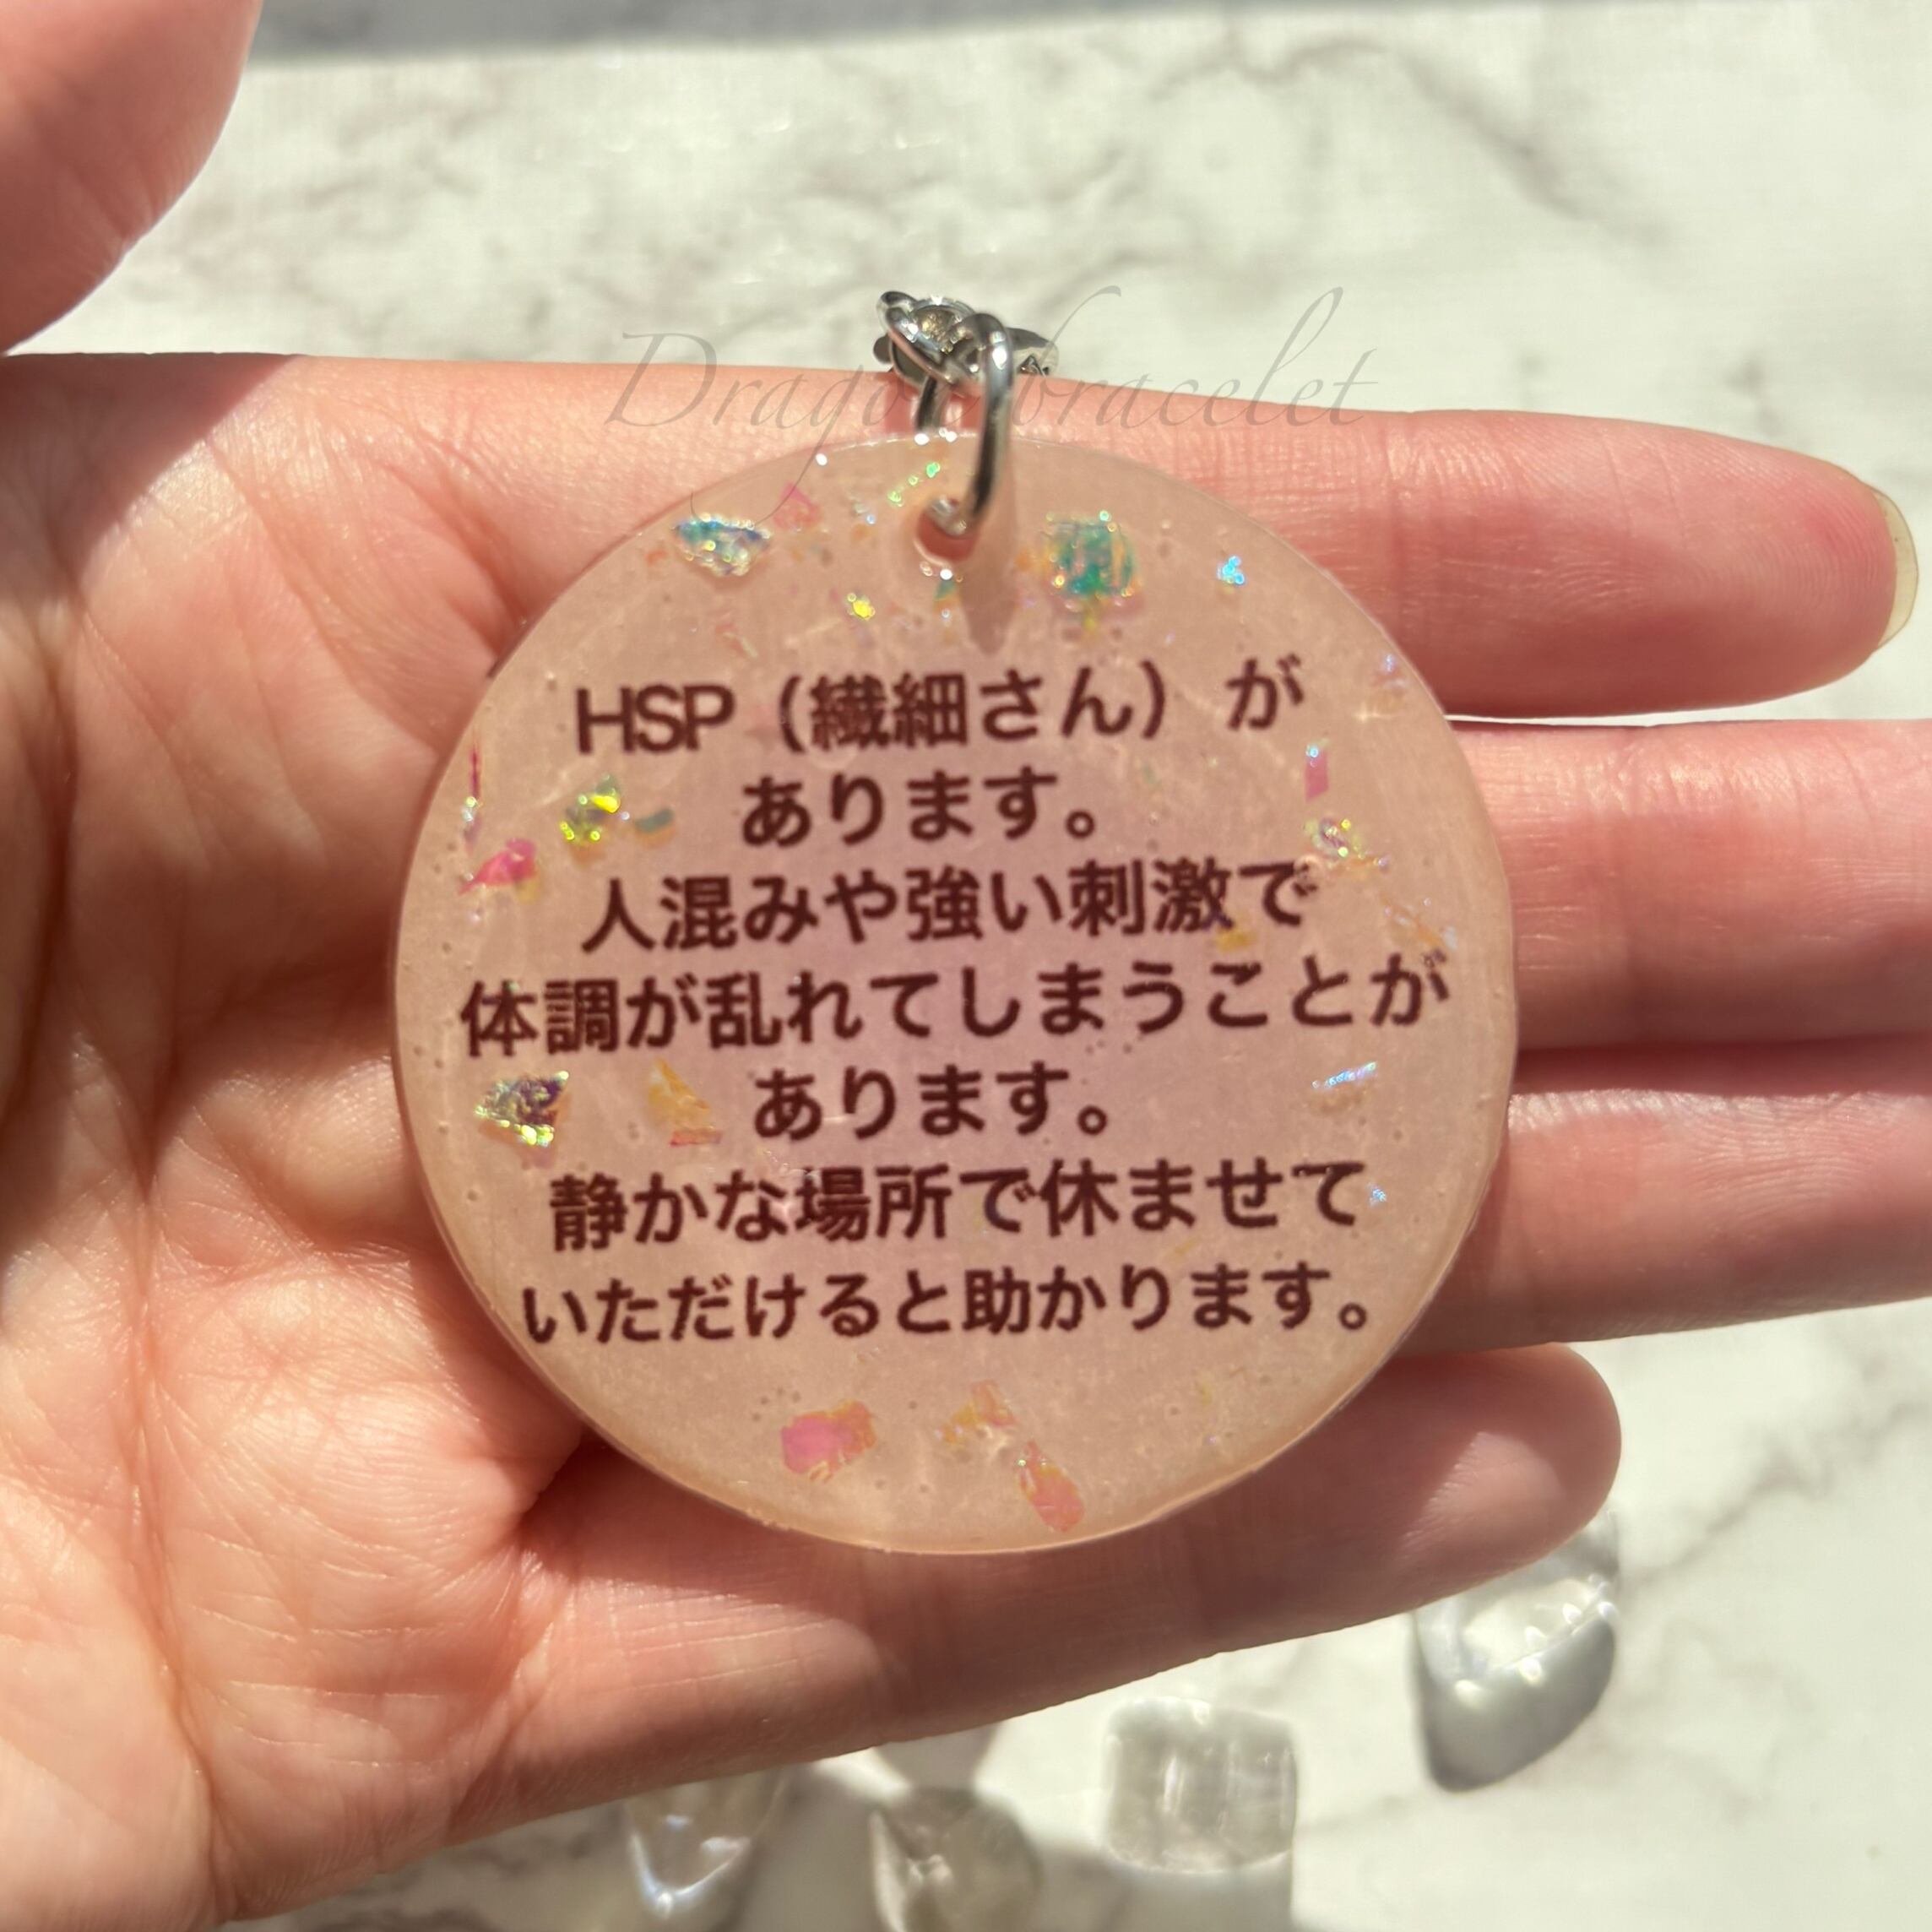 Dragon bracelet
HSP（繊細さん）が
あります。
人混みや強い刺激で
体調が乱れてしまうことが
あります。
静かな場所で休ませて
いただけると助かります。